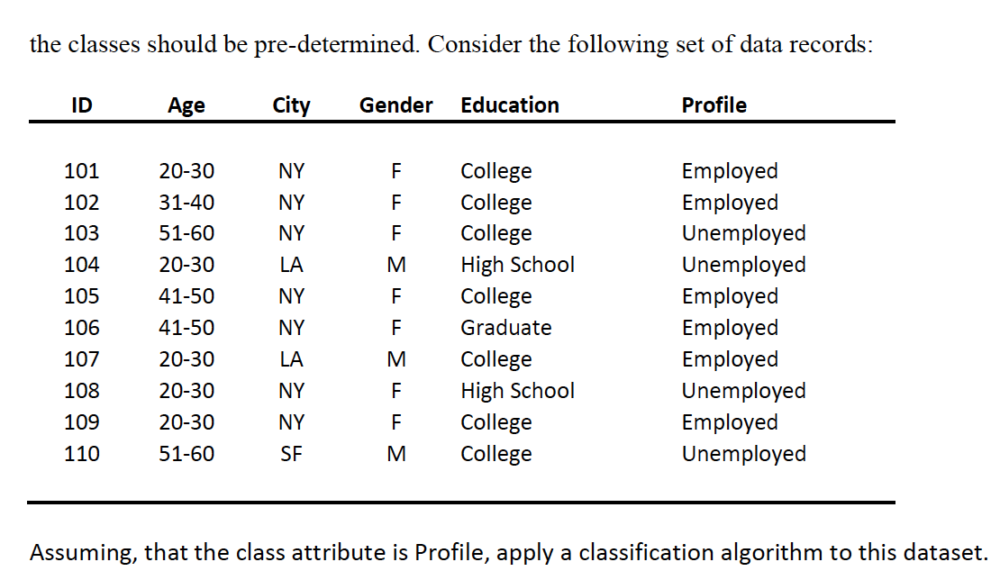 the classes should be pre-determined. Consider the following set of data records:
ID Age City Gender Education Profile
101 20-30 NY F College Employed
102 31-40 NY F College Employed
103 51-60 NY F College Unemployed
104 20-30 LA M High School Unemployed
105 41-50 NY F College Employed
106 41-50 NY F Graduate Employed
107 20-30 LA M College Employed
108 20-30 NY F High School Unemployed
109 20-30 NY F College Employed
110 51-60 SF M College Unemployed
Assuming, that the class attribute is Profile, apply a classification algorithm to this dataset.